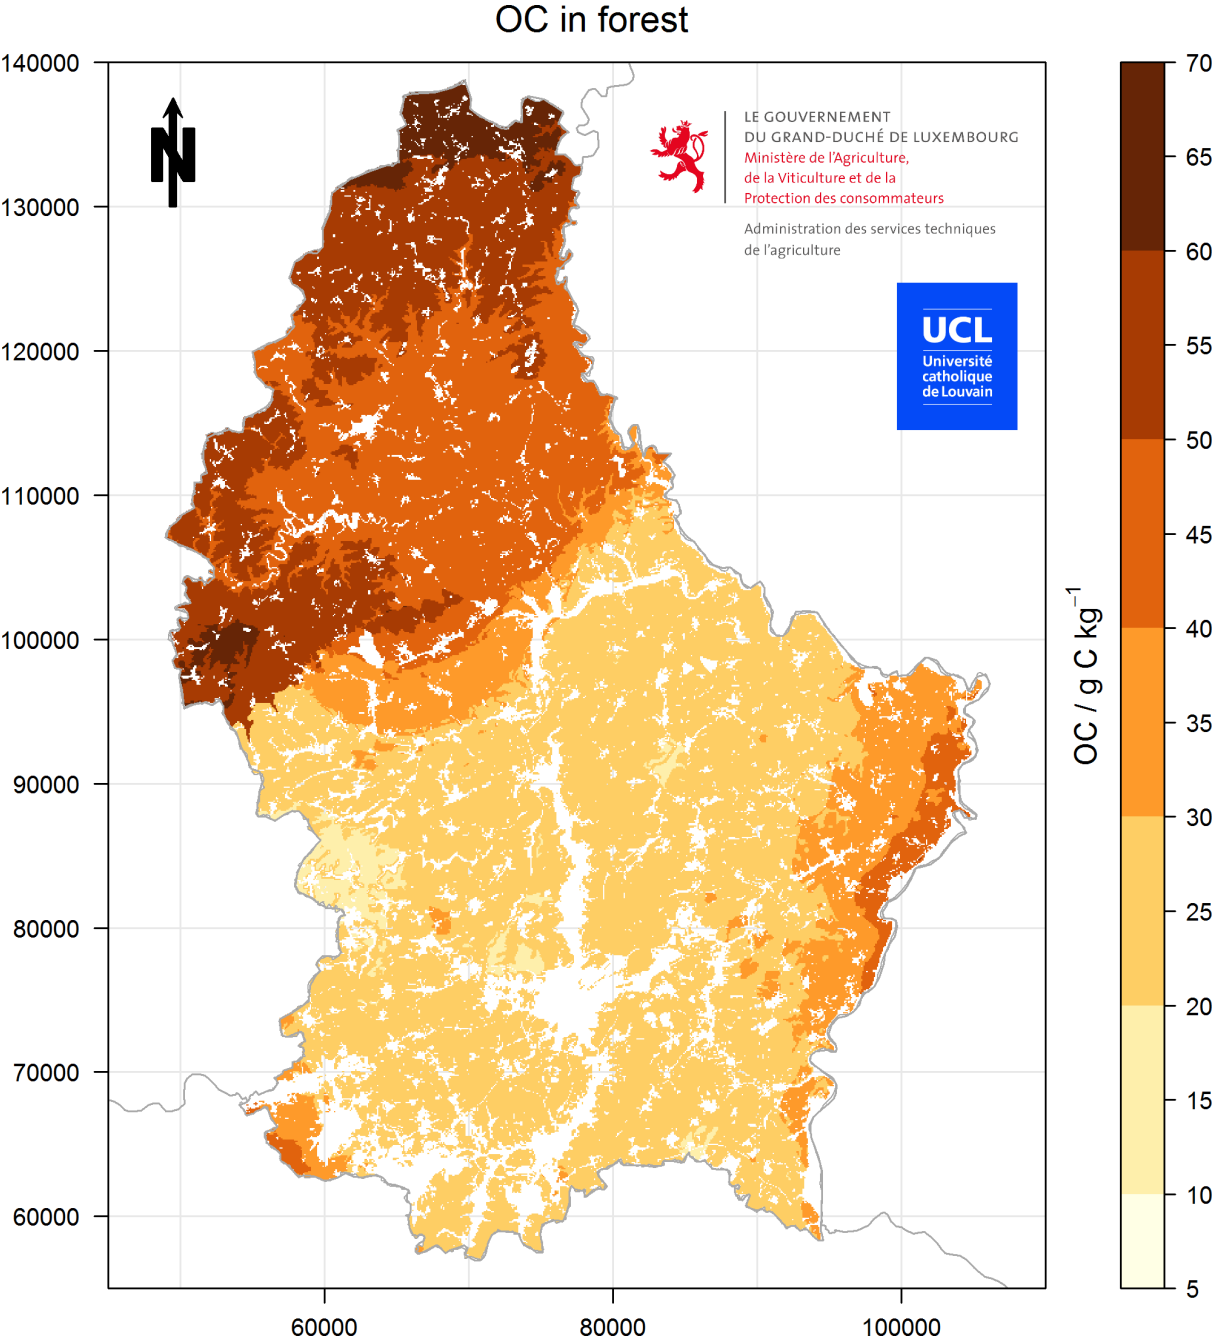 OC in forest
140000
130000
120000
110000
100000
90000
80000
70000
60000
60000
80000
100000
N
LE GOUVERNEMENT
DU GRAND-DUCHÉ DE LUXEMBOURG
Ministère de l'Agriculture,
de la Viticulture et de la
Protection des consommateurs
Administration des services techniques
de l'agriculture
UCL
Université
catholique
de Louvain
OC / g C kg⁻¹
70
65
60
55
50
45
40
35
30
25
20
15
10
5